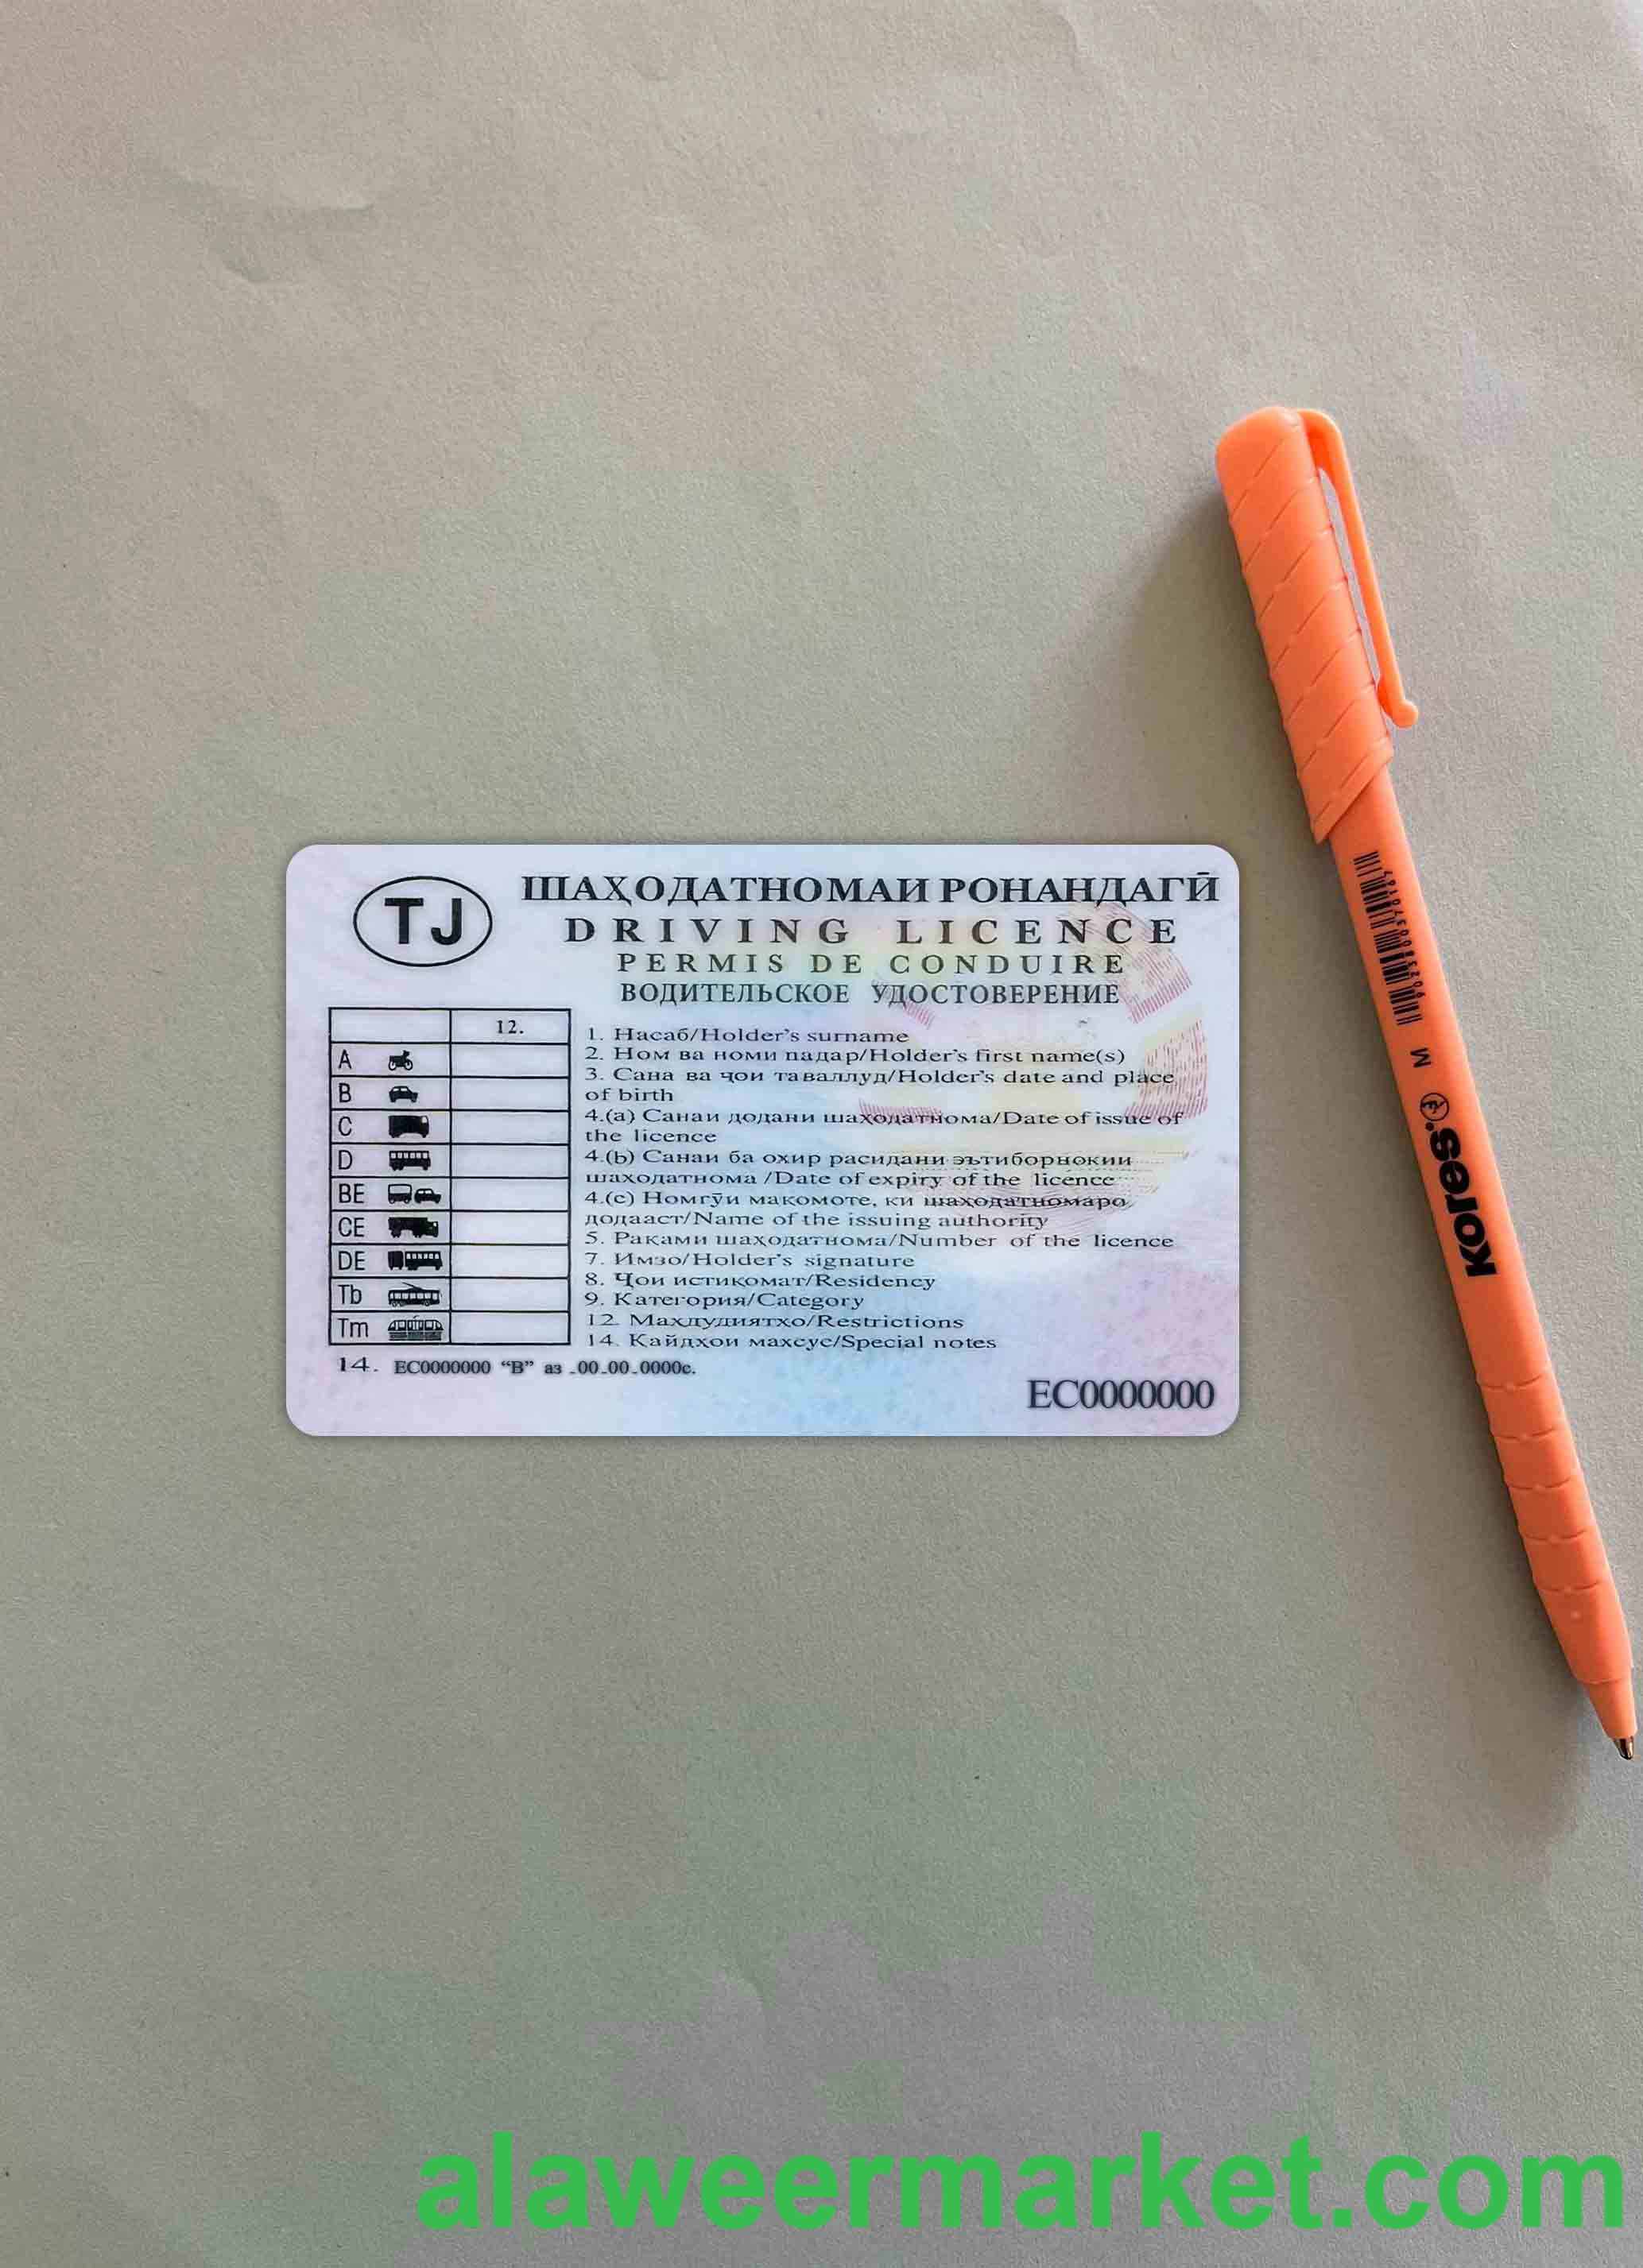 TJ
ШАҲОДАТНОМАИ РОНАНДАГӢ
DRIVING LICENCE
PERMIS DE CONDUIRE
ВОДИТЕЛЬСКОЕ УДОСТОВЕРЕНИЕ
12.
A
B
C
D
BE
CE
DE
Tb
Tm
1. Насаб/Holder's surname
2. Ном ва номи падар/Holder's first name(s)
3. Сана ва ҷои таваллуд/Holder's date and place
of birth
4.(a) Санаи додани шаҳодатнома/Date of issue of
the licence
4.(b) Санаи ба охир расидани эътиборнокии
шаходатнома /Date of expiry of the licence
4.(c) Номгӯи макомоте, ки шаҳодатномаро
додааст/Name of the issuing authority
5. Раками шаҳодатнома/Number of the licence
7. Имзо/Holder's signature
8. Ҷои истиқомат/Residency
9. Категория/Category
12. Маҳдудиятхо/Restrictions
14. Кайдҳои махсус/Special notes
14. EC0000000 “B” аз .00.00.0000с.
EC0000000
M
Kores
alaweermarket.com